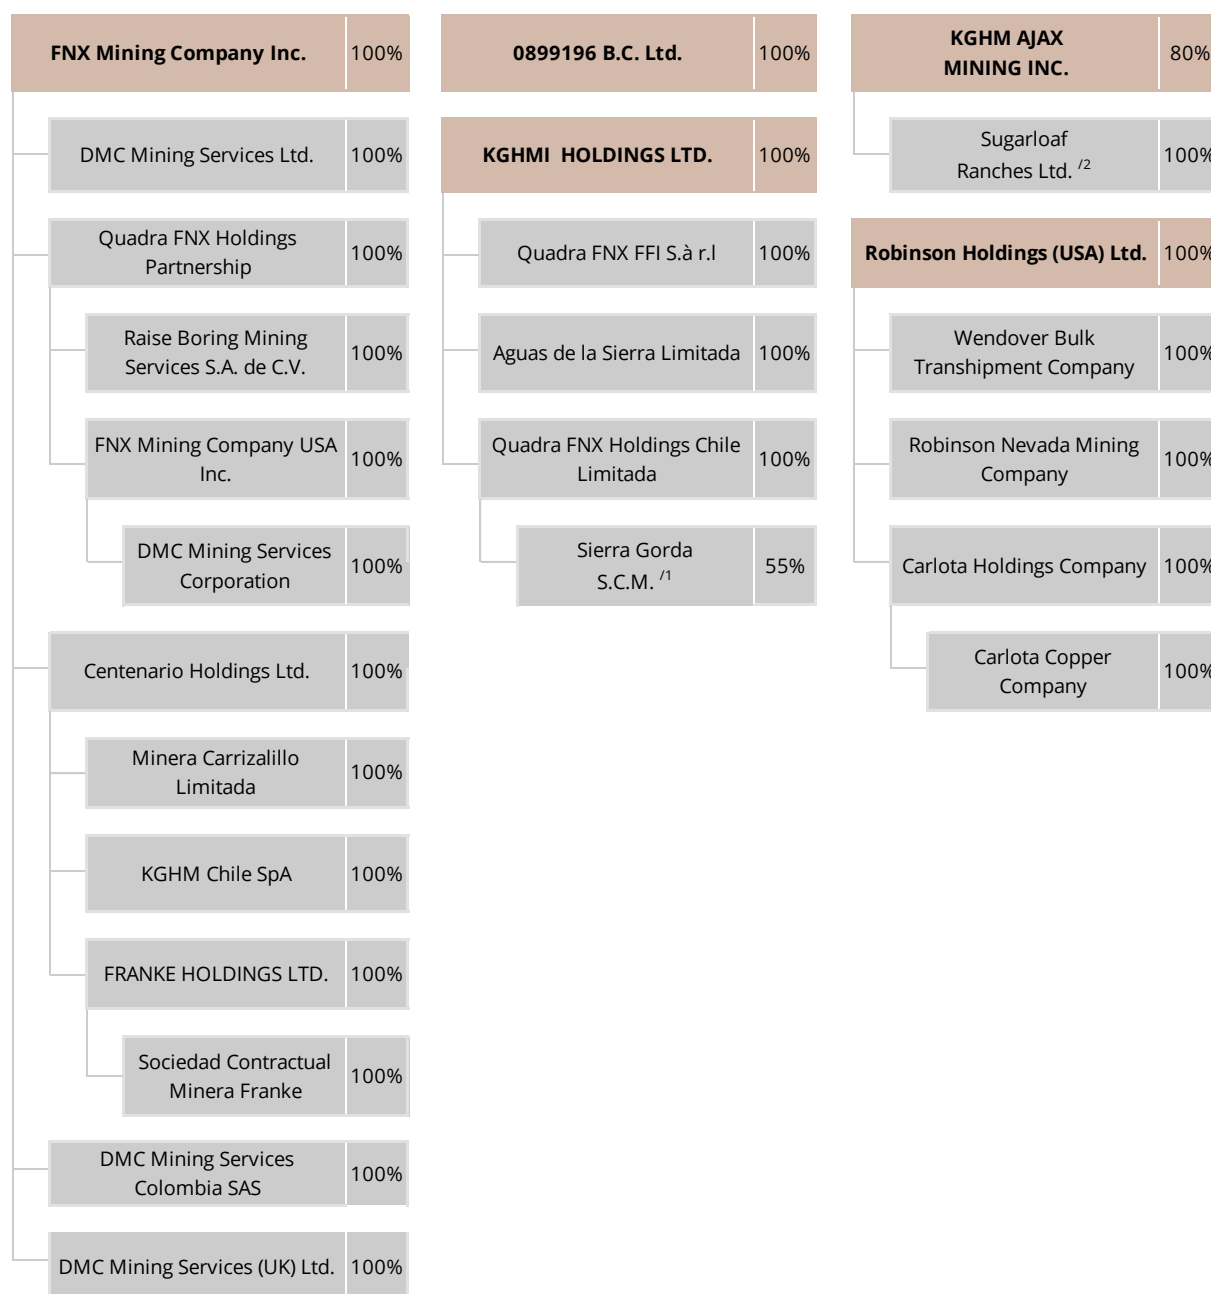 FNX Mining Company Inc.
100%
DMC Mining Services Ltd.
100%
Quadra FNX Holdings
Partnership
100%
Raise Boring Mining
Services S.A. de C.V.
100%
FNX Mining Company USA
Inc.
100%
DMC Mining Services
Corporation
100%
Centenario Holdings Ltd.
100%
Minera Carrizalillo
Limitada
100%
KGHM Chile SpA
100%
FRANKE HOLDINGS LTD.
100%
Sociedad Contractual
Minera Franke
100%
DMC Mining Services
Colombia SAS
100%
DMC Mining Services (UK) Ltd.
100%
0899196 B.C. Ltd.
100%
KGHMI HOLDINGS LTD.
100%
Quadra FNX FFI S.à r.l
100%
Aguas de la Sierra Limitada
100%
Quadra FNX Holdings Chile
Limitada
100%
Sierra Gorda
S.C.M. /1
55%
KGHM AJAX
MINING INC.
80%
Sugarloaf
Ranches Ltd. /2
100%
Robinson Holdings (USA) Ltd.
100%
Wendover Bulk
Transhipment Company
100%
Robinson Nevada Mining
Company
100%
Carlota Holdings Company
100%
Carlota Copper
Company
100%